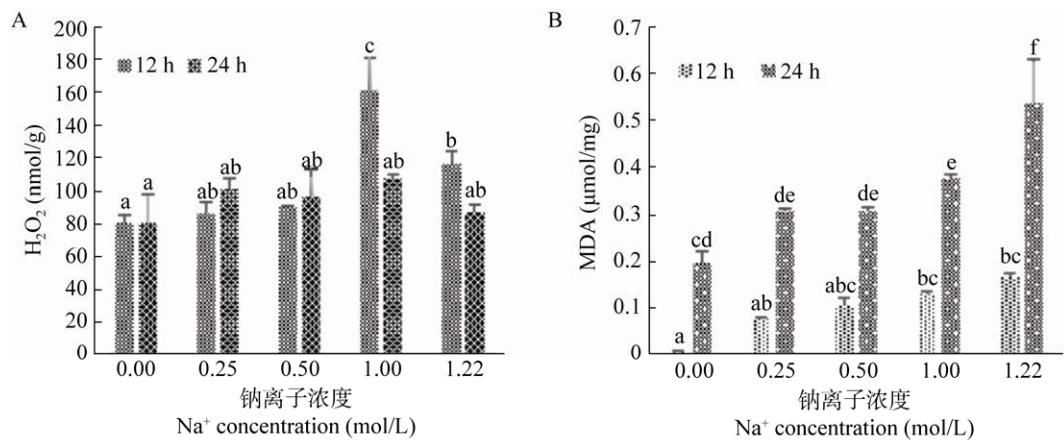 A
200
180
160
140
120
100
80
60
40
20
0
H₂O₂ (nmol/g)
12 h 24 h
a
a
ab
ab
ab
ab
c
ab
b
ab
0.00 0.25 0.50 1.00 1.22
钠离子浓度
Na⁺ concentration (mol/L)
B
0.7
0.6
0.5
0.4
0.3
0.2
0.1
0
MDA (μmol/mg)
12 h 24 h
a
cd
ab
de
abc
de
bc
e
bc
f
0.00 0.25 0.50 1.00 1.22
钠离子浓度
Na⁺ concentration (mol/L)